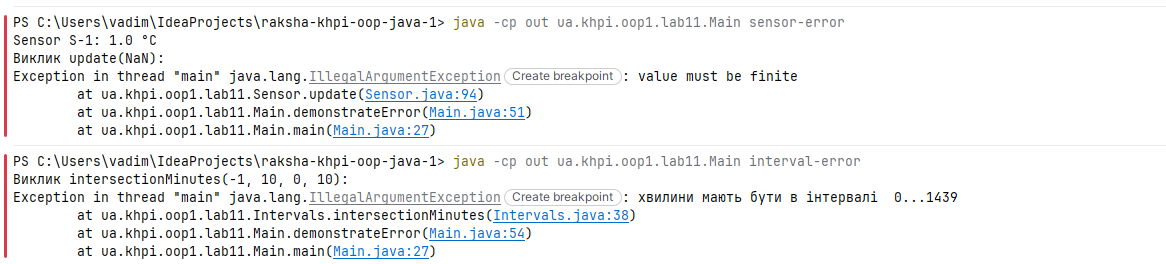 PS C:\Users\vadim\IdeaProjects\raksha-khpi-oop-java-1> java -cp out ua.khpi.oop1.lab11.Main sensor-error
Sensor S-1: 1.0 °C
Виклик update(NaN):
Exception in thread "main" java.lang.IllegalArgumentException Create breakpoint : value must be finite
at ua.khpi.oop1.lab11.Sensor.update(Sensor.java:94)
at ua.khpi.oop1.lab11.Main.demonstrateError(Main.java:51)
at ua.khpi.oop1.lab11.Main.main(Main.java:27)
PS C:\Users\vadim\IdeaProjects\raksha-khpi-oop-java-1> java -cp out ua.khpi.oop1.lab11.Main interval-error
Виклик intersectionMinutes(-1, 10, 0, 10):
Exception in thread "main" java.lang.IllegalArgumentException Create breakpoint : хвилини мають бути в інтервалі  0...1439
at ua.khpi.oop1.lab11.Intervals.intersectionMinutes(Intervals.java:38)
at ua.khpi.oop1.lab11.Main.demonstrateError(Main.java:54)
at ua.khpi.oop1.lab11.Main.main(Main.java:27)